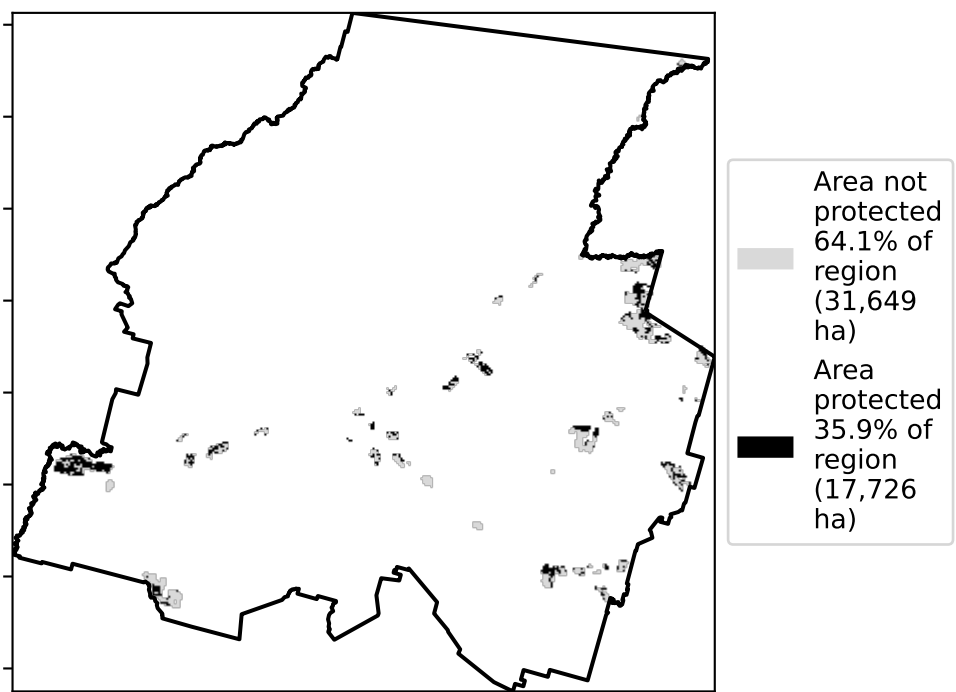 Area not
protected
64.1% of
region
(31,649
ha)
Area
protected
35.9% of
region
(17,726
ha)